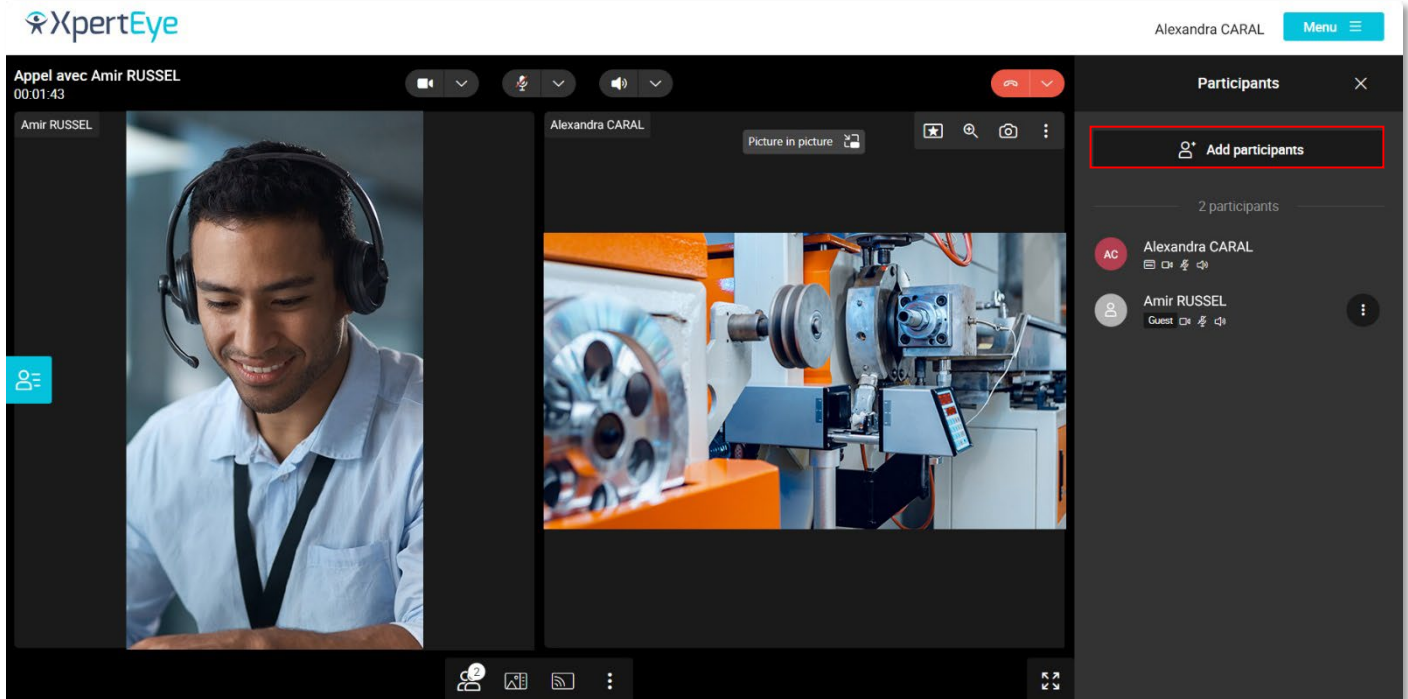 XpertEye
Alexandra CARAL
Menu
Appel avec Amir RUSSEL
00:01:43
Amir RUSSEL
Alexandra CARAL
Picture in picture
Participants
Add participants
2 participants
AC
Alexandra CARAL
Amir RUSSEL
Guest
2